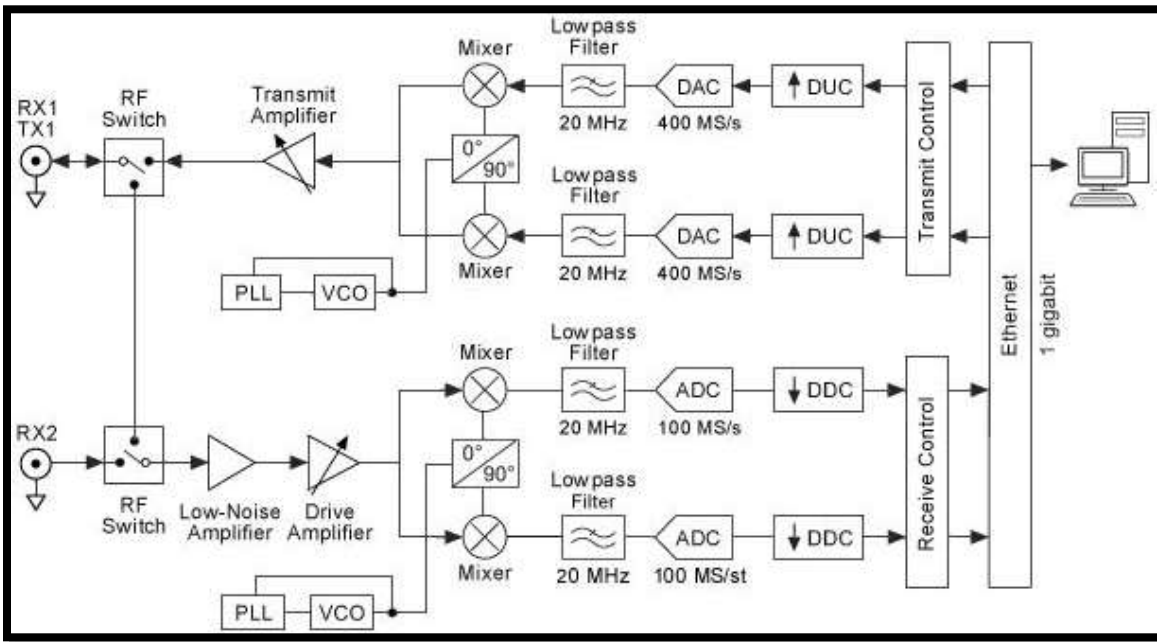 Lowpass
Filter
Mixer
RX1
TX1
RF
Switch
Transmit
Amplifier
20 MHz
DAC
400 MS/s
DUC
0°
90°
Lowpass
Filter
20 MHz
DAC
400 MS/s
DUC
Mixer
PLL
VCO
Transmit Control
Ethernet
1 gigabit
Mixer
Lowpass
Filter
20 MHz
ADC
100 MS/s
DDC
RX2
RF
Switch
Low-Noise
Amplifier
Drive
Amplifier
0°
90°
Lowpass
Filter
20 MHz
ADC
100 MS/st
DDC
Mixer
PLL
VCO
Receive Control